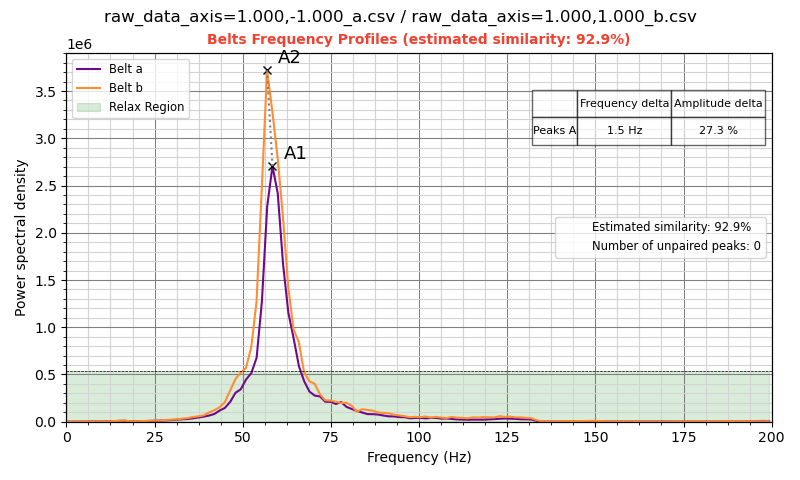 raw_data_axis=1.000,-1.000_a.csv / raw_data_axis=1.000,1.000_b.csv
Belts Frequency Profiles (estimated similarity: 92.9%)
1e6
Belt a
Belt b
Relax Region
A2
A1
Frequency delta Amplitude delta
Peaks A 1.5 Hz 27.3 %
Estimated similarity: 92.9%
Number of unpaired peaks: 0
Power spectral density
3.5
3.0
2.5
2.0
1.5
1.0
0.5
0.0
0 25 50 75 100 125 150 175 200
Frequency (Hz)